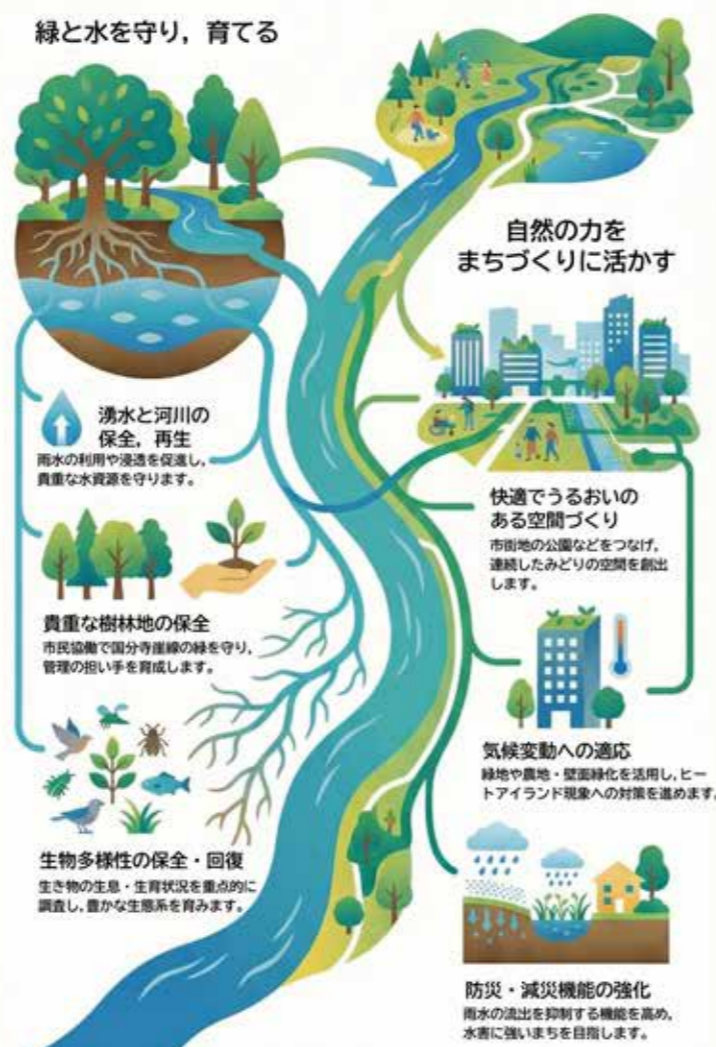 緑と水を守り，育てる
自然の力を
まちづくりに活かす
湧水と河川の
保全，再生
雨水の利用や浸透を促進し，
貴重な水資源を守ります。
貴重な樹林地の保全
市民協働で国分寺崖線の緑を守り，
管理の担い手を育成します。
生物多様性の保全・回復
生き物の生息・生育状況を重点的に
調査し，豊かな生態系を育みます。
快適でうるおいの
ある空間づくり
市街地の公園などをつなげ，
連続したみどりの空間を創出
します。
気候変動への適応
緑地や農地・壁面緑化を活用し，ヒー
トアイランド現象への対策を進めます。
防災・減災機能の強化
雨水の流出を抑制する機能を高め，
水害に強いまちを目指します。